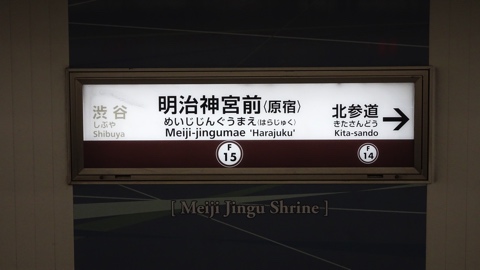 渋谷
しぶや
Shibuya
明治神宮前〈原宿〉
めいじじんぐうまえ(はらじゅく)
Meiji-jingumae 'Harajuku'
北参道
きたさんどう
Kita-sando
F
15
F
14
[ Meiji Jingu Shrine ]